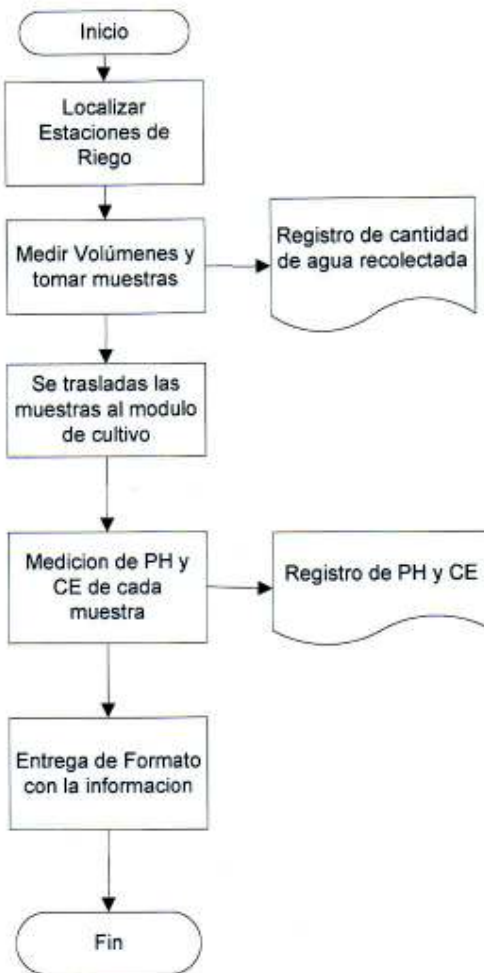 Inicio
Localizar
Estaciones de
Riego
Medir Volúmenes y
tomar muestras
Registro de cantidad
de agua recolectada
Se trasladas las
muestras al modulo
de cultivo
Medicion de PH y
CE de cada
muestra
Registro de PH y CE
Entrega de Formato
con la informacion
Fin